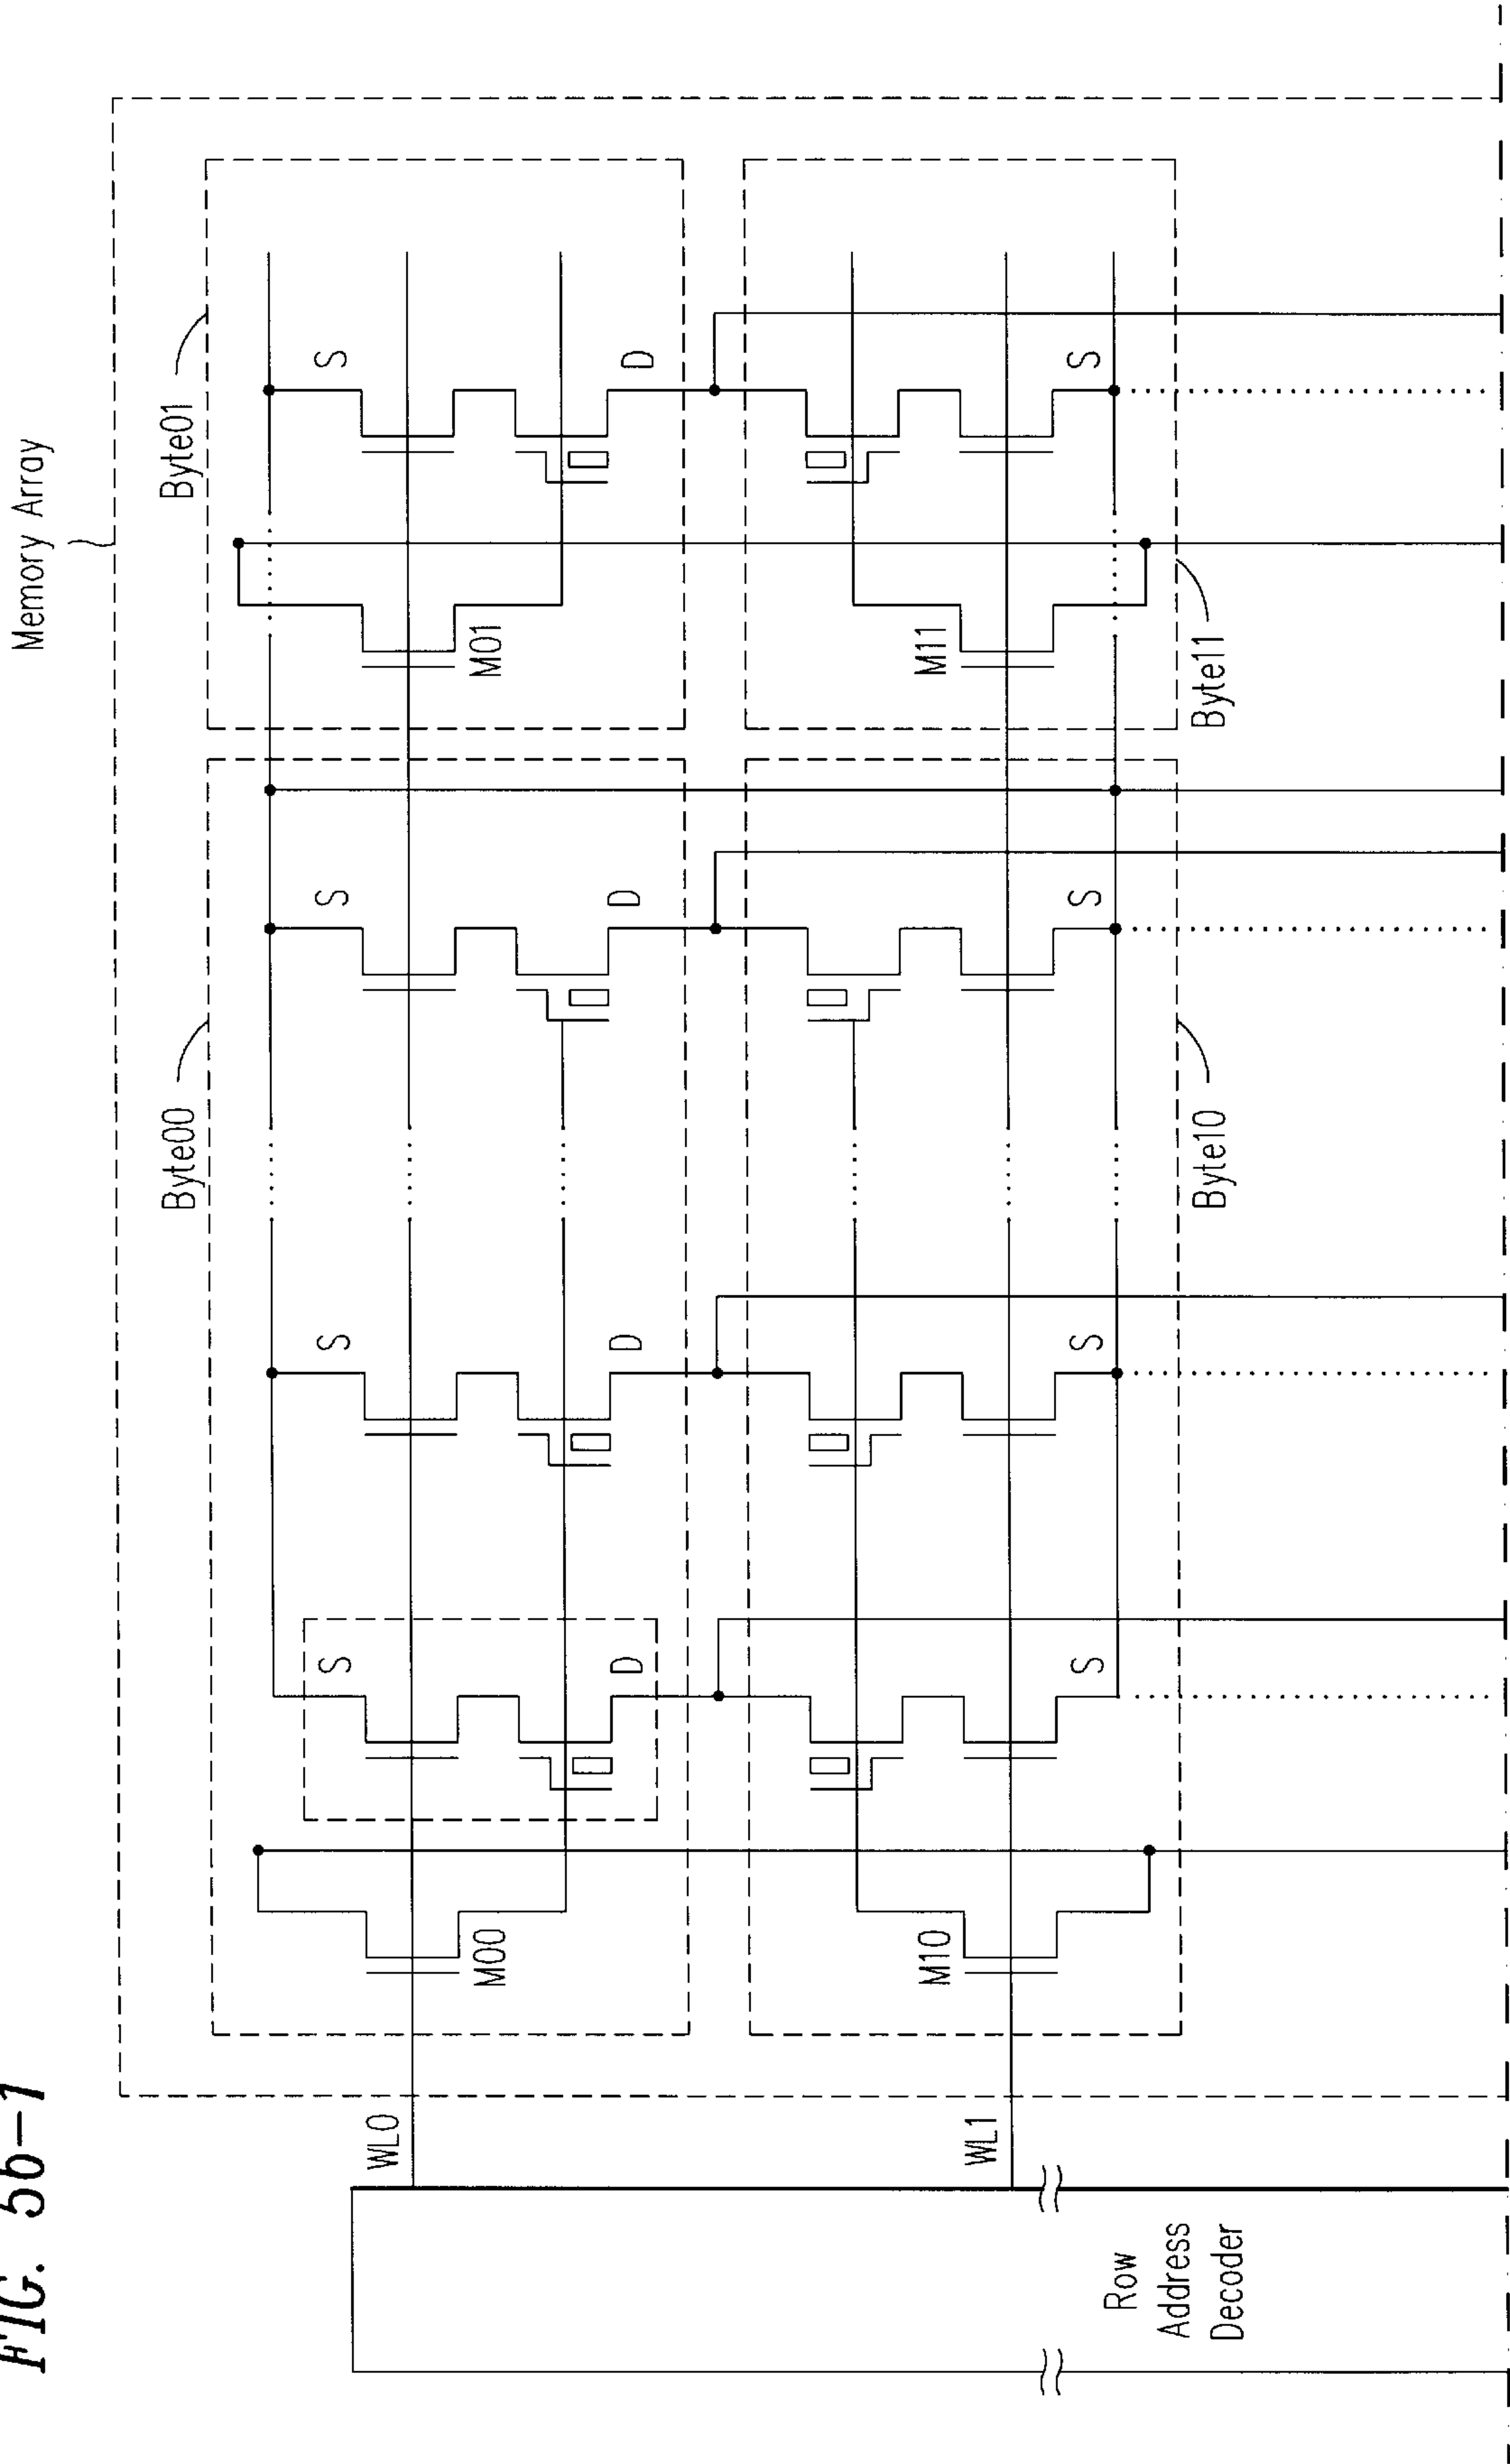 FIG. 5b-1
Memory Array
Byte00
Byte01
S
S
S
S
WL0
M00
M01
D
D
D
D
M10
M11
WL1
S
S
S
S
Row
Address
Decoder
Byte10
Byte11